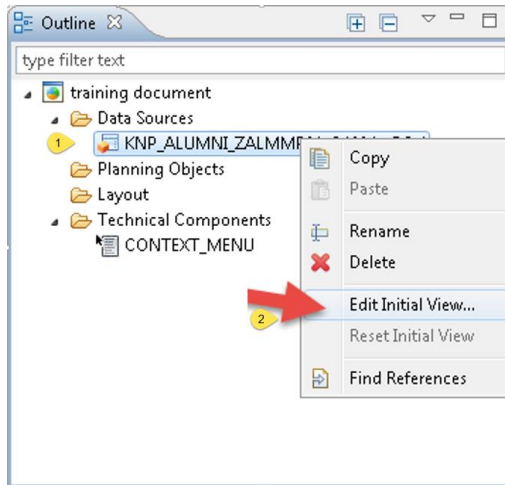 Outline
type filter text
training document
Data Sources
1
KNP_ALUMNI_ZALMMP
Planning Objects
Layout
Technical Components
CONTEXT_MENU
Copy
Paste
Rename
Delete
2
Edit Initial View...
Reset Initial View
Find References